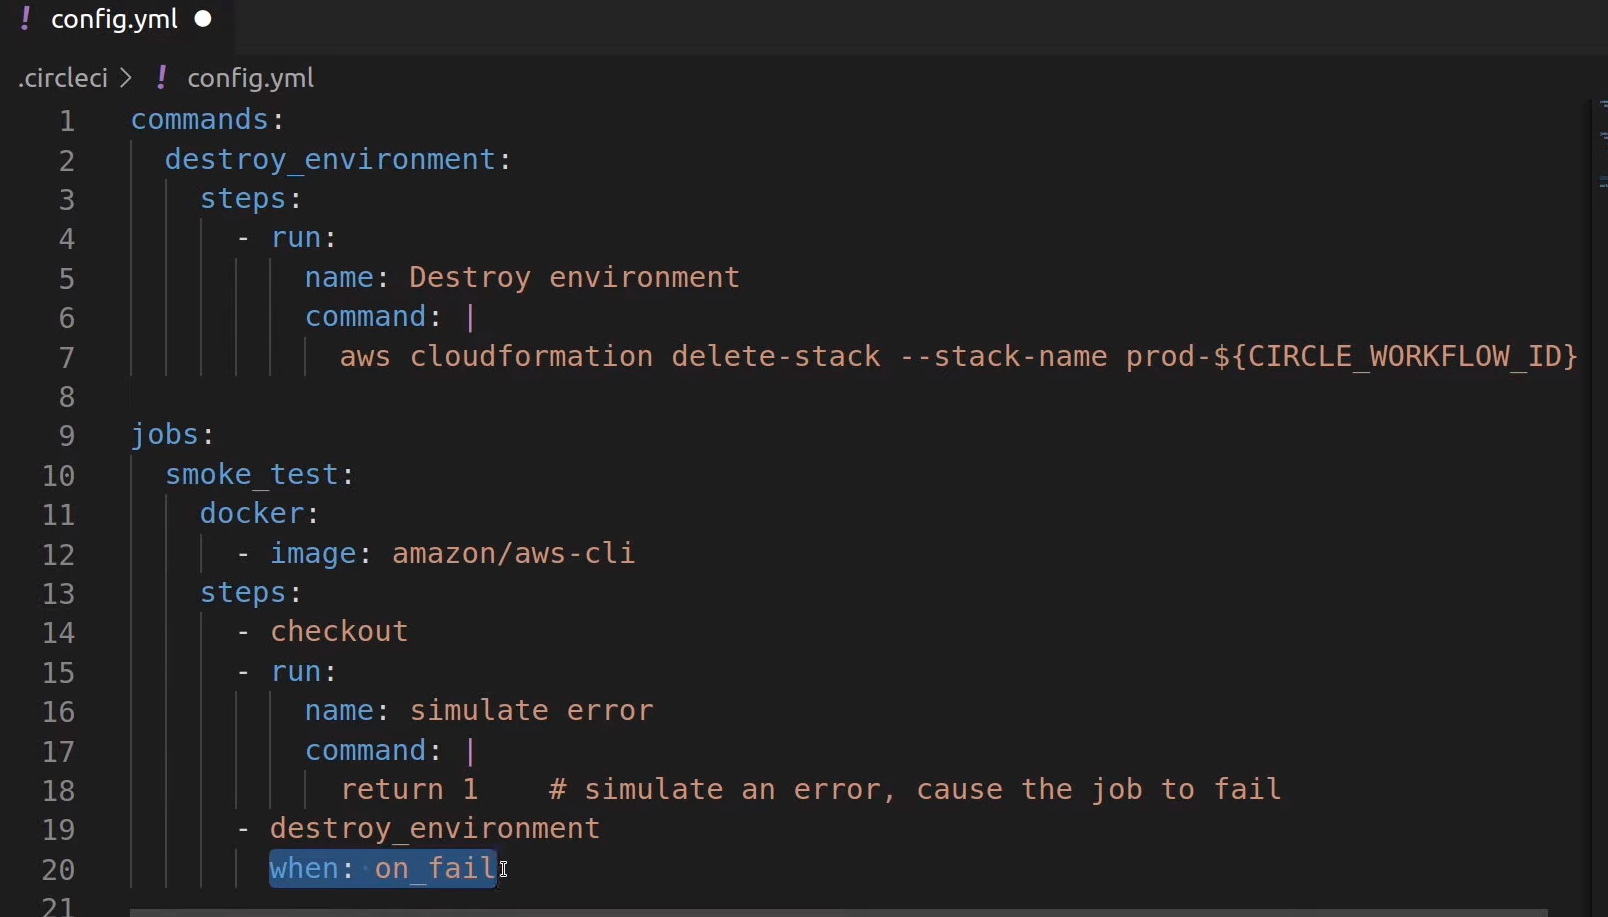 ! config.yml
.circleci > ! config.yml
1 commands:
2 destroy_environment:
3 steps:
4 - run:
5 name: Destroy environment
6 command: |
7 aws cloudformation delete-stack --stack-name prod-${CIRCLE_WORKFLOW_ID}
8
9 jobs:
10 smoke_test:
11 docker:
12 - image: amazon/aws-cli
13 steps:
14 - checkout
15 - run:
16 name: simulate error
17 command: |
18 return 1 # simulate an error, cause the job to fail
19 - destroy_environment
20 when: on_fail
21